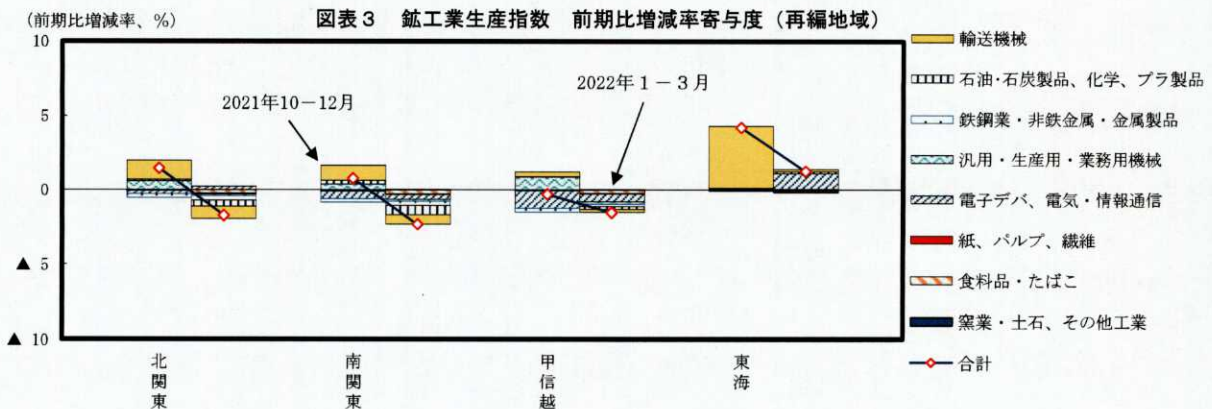 図表3 鉱工業生産指数 前期比増減率寄与度（再編地域）
（前期比増減率、%）
10
5
0
▲ 5
▲ 10
2021年10－12月
2022年1－3月
北関東
南関東
甲信越
東海
輸送機械
石油・石炭製品、化学、プラ製品
鉄鋼業・非鉄金属・金属製品
汎用・生産用・業務用機械
電子デバ、電気・情報通信
紙、パルプ、繊維
食料品・たばこ
窯業・土石、その他工業
合計